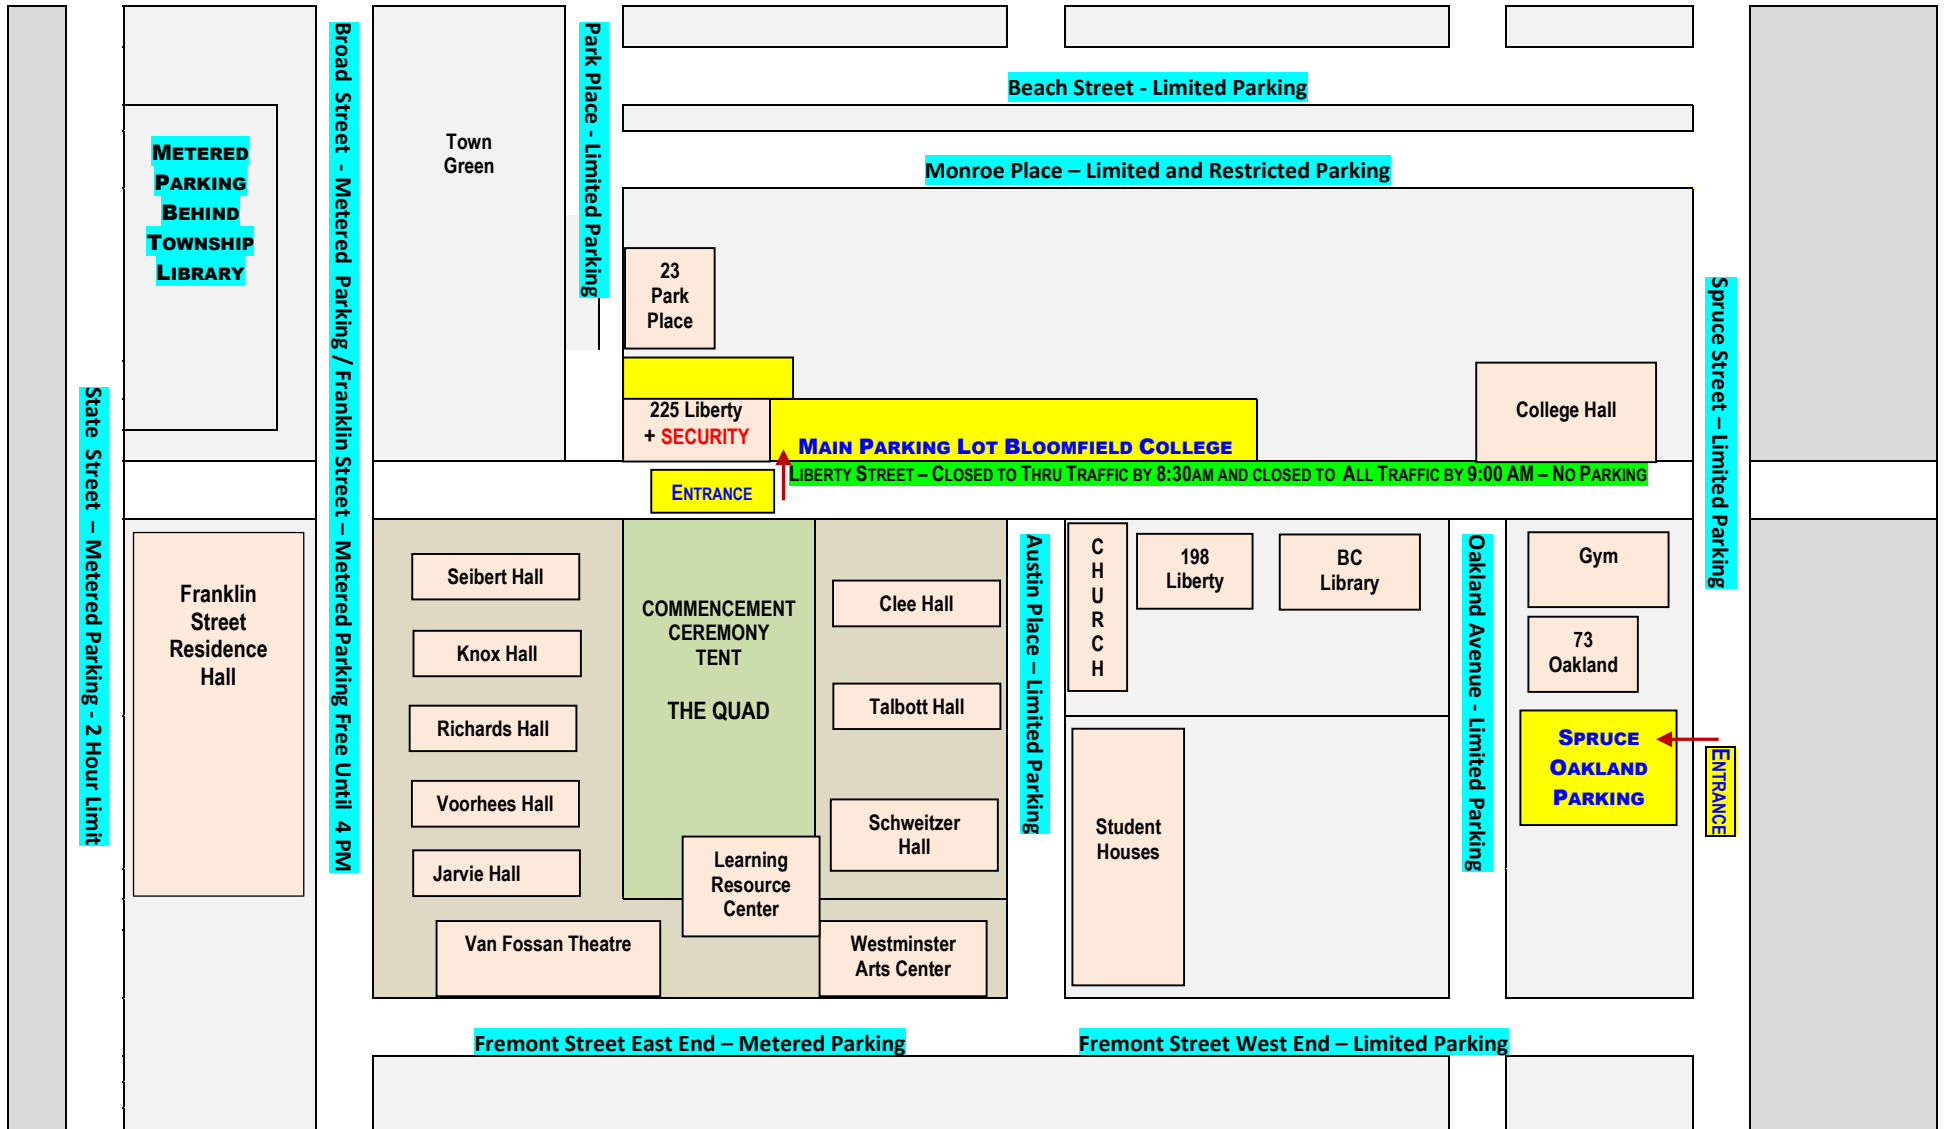 Beach Street - Limited Parking
Monroe Place – Limited and Restricted Parking
METERED
PARKING
BEHIND
TOWNSHIP
LIBRARY
Broad Street - Metered Parking / Franklin Street – Metered Parking Free Until 4 PM
Town
Green
Park Place - Limited Parking
23
Park
Place
Spruce Street – Limited Parking
State Street – Metered Parking - 2 Hour Limit
225 Liberty
+ SECURITY
MAIN PARKING LOT BLOOMFIELD COLLEGE
College Hall
LIBERTY STREET – CLOSED TO THRU TRAFFIC BY 8:30AM AND CLOSED TO ALL TRAFFIC BY 9:00 AM – NO PARKING
ENTRANCE
Franklin
Street
Residence
Hall
Seibert Hall
Knox Hall
Richards Hall
Voorhees Hall
Jarvie Hall
Van Fossan Theatre
COMMENCEMENT
CEREMONY
TENT
THE QUAD
Learning
Resource
Center
Clee Hall
Talbott Hall
Schweitzer
Hall
Westminster
Arts Center
Austin Place – Limited Parking
C
H
U
R
C
H
198
Liberty
BC
Library
Student
Houses
Oakland Avenue - Limited Parking
Gym
73
Oakland
SPRUCE
OAKLAND
PARKING
ENTRANCE
Fremont Street East End – Metered Parking
Fremont Street West End – Limited Parking